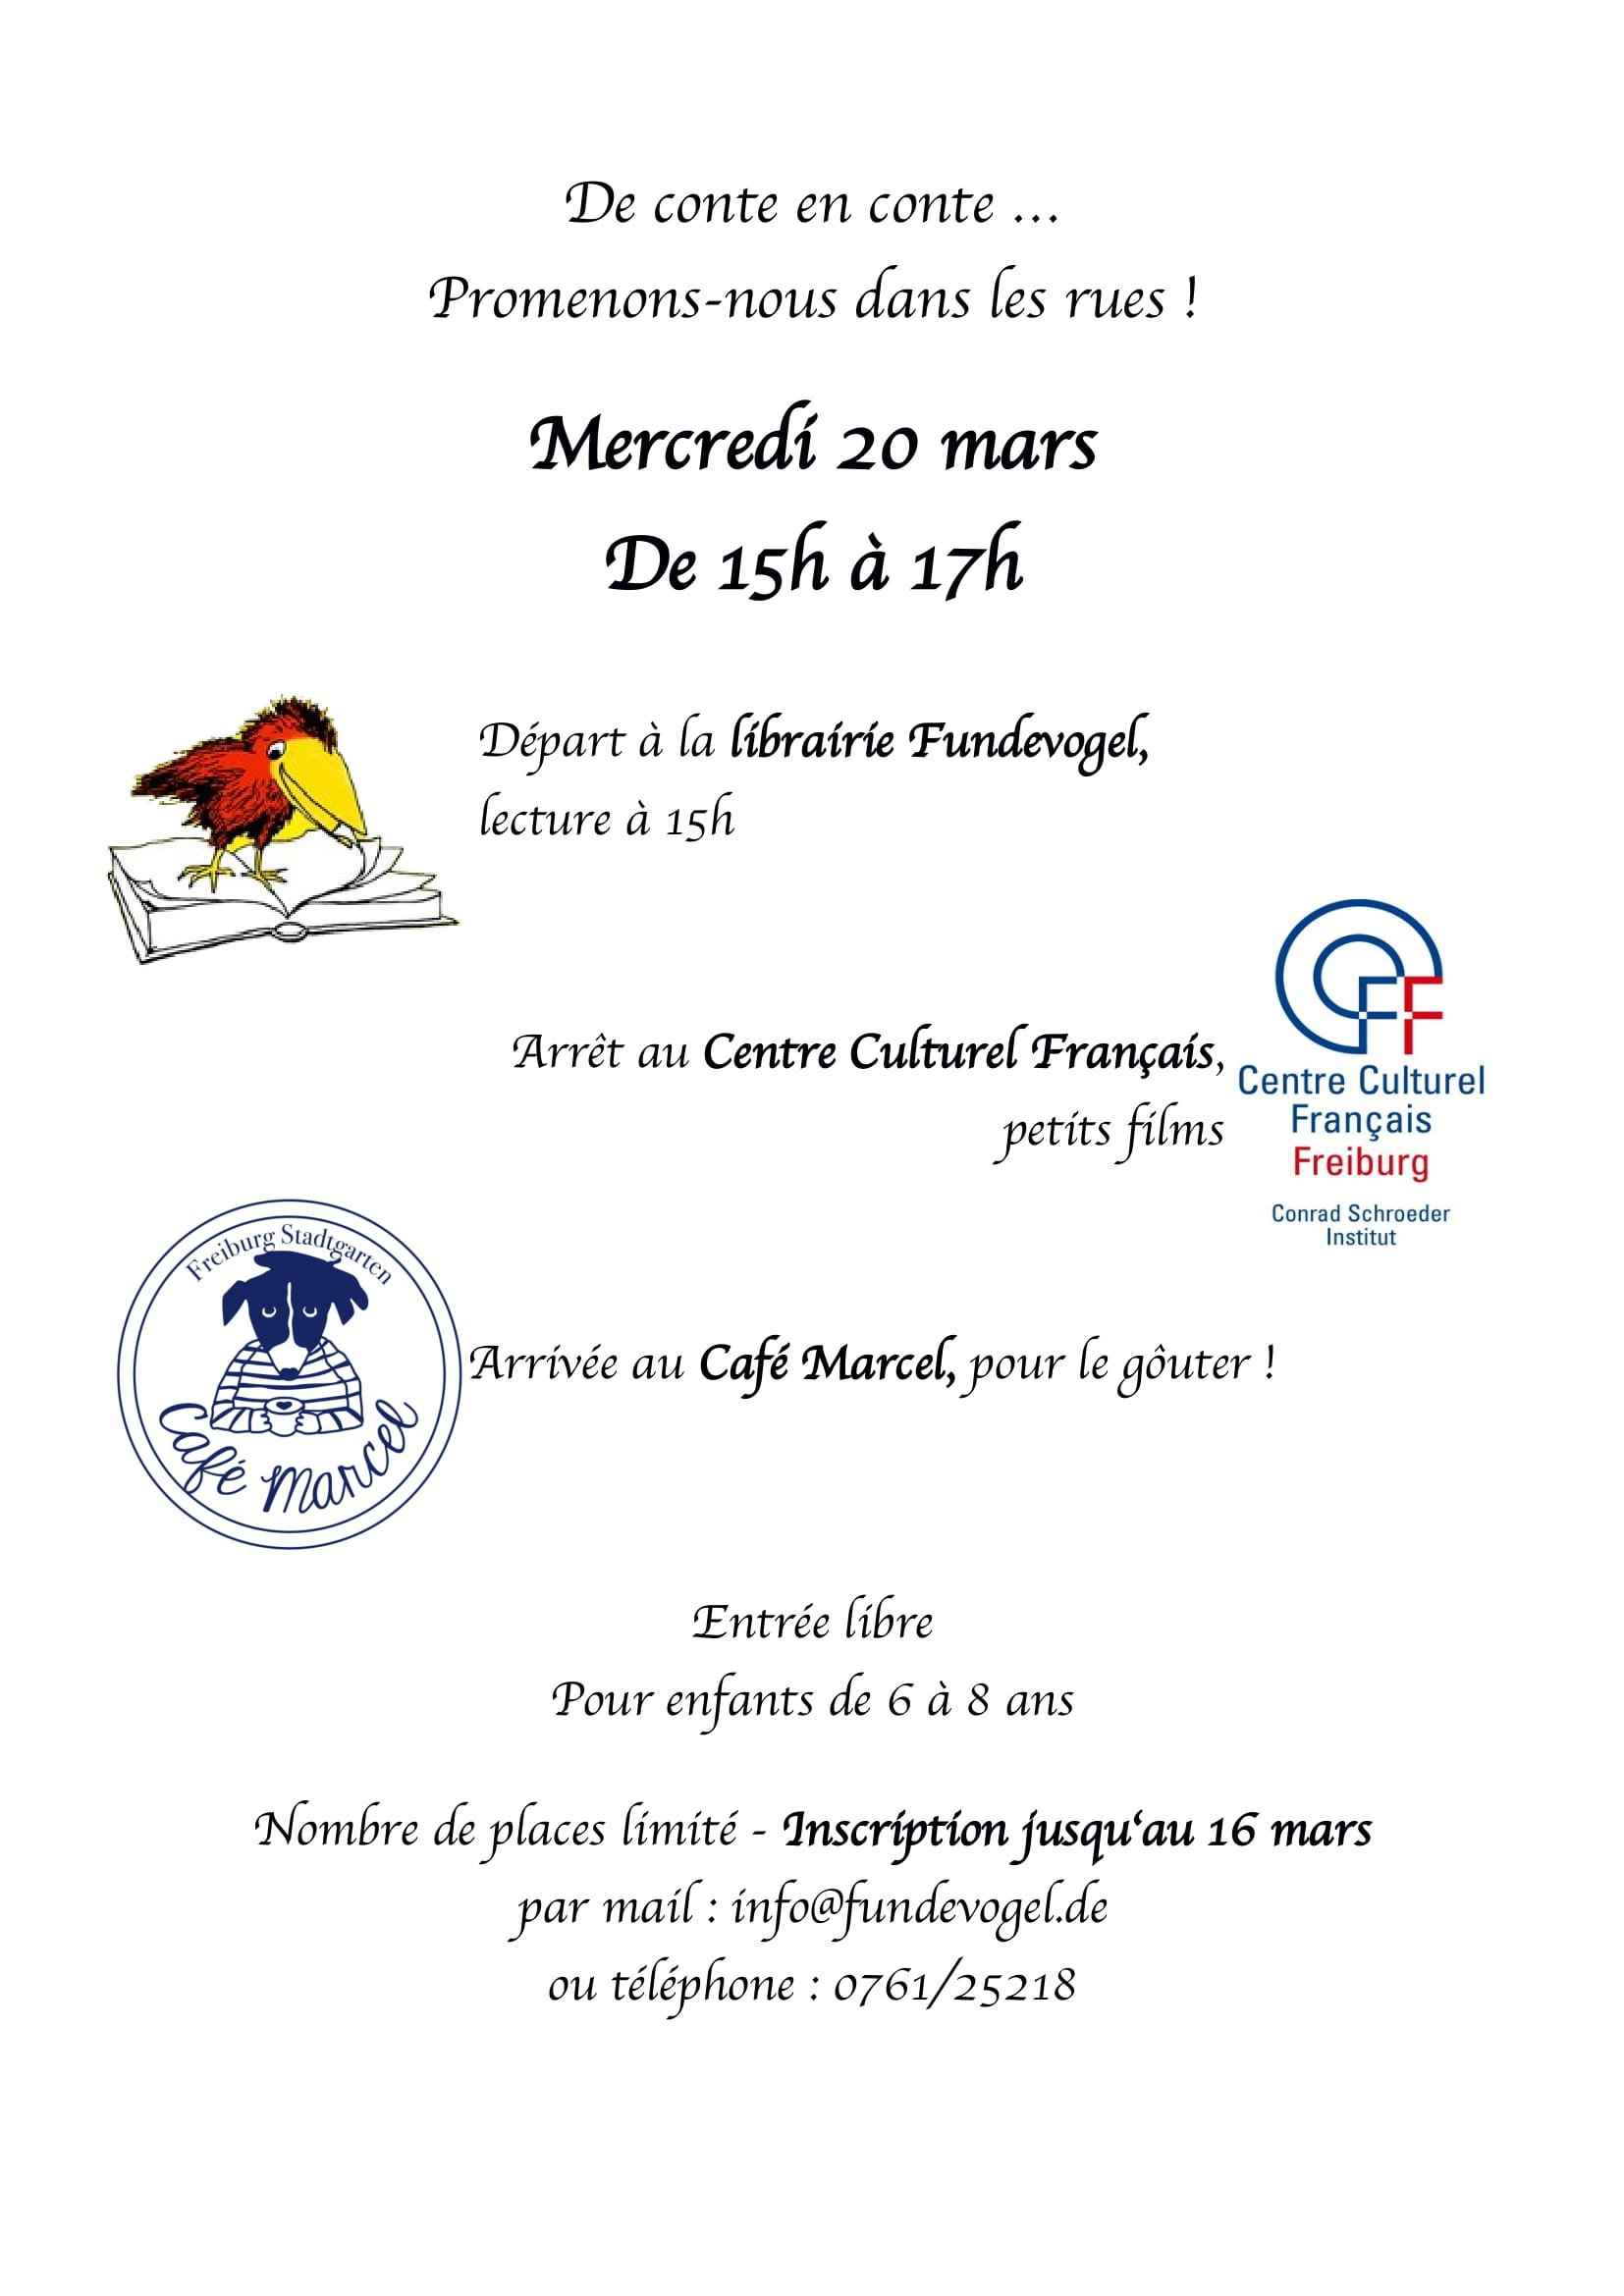 De conte en conte …
Promenons-nous dans les rues !
Mercredi 20 mars
De 15h à 17h
Départ à la librairie Fundevogel,
lecture à 15h
Arrêt au Centre Culturel Français,
petits films
CFF
Centre Culturel
Français
Freiburg
Conrad Schroeder
Institut
Freiburg Stadtgarten
Café Marcel
Arrivée au Café Marcel, pour le gôuter !
Entrée libre
Pour enfants de 6 à 8 ans
Nombre de places limité - Inscription jusqu‘au 16 mars
par mail : info@fundevogel.de
ou téléphone : 0761/25218